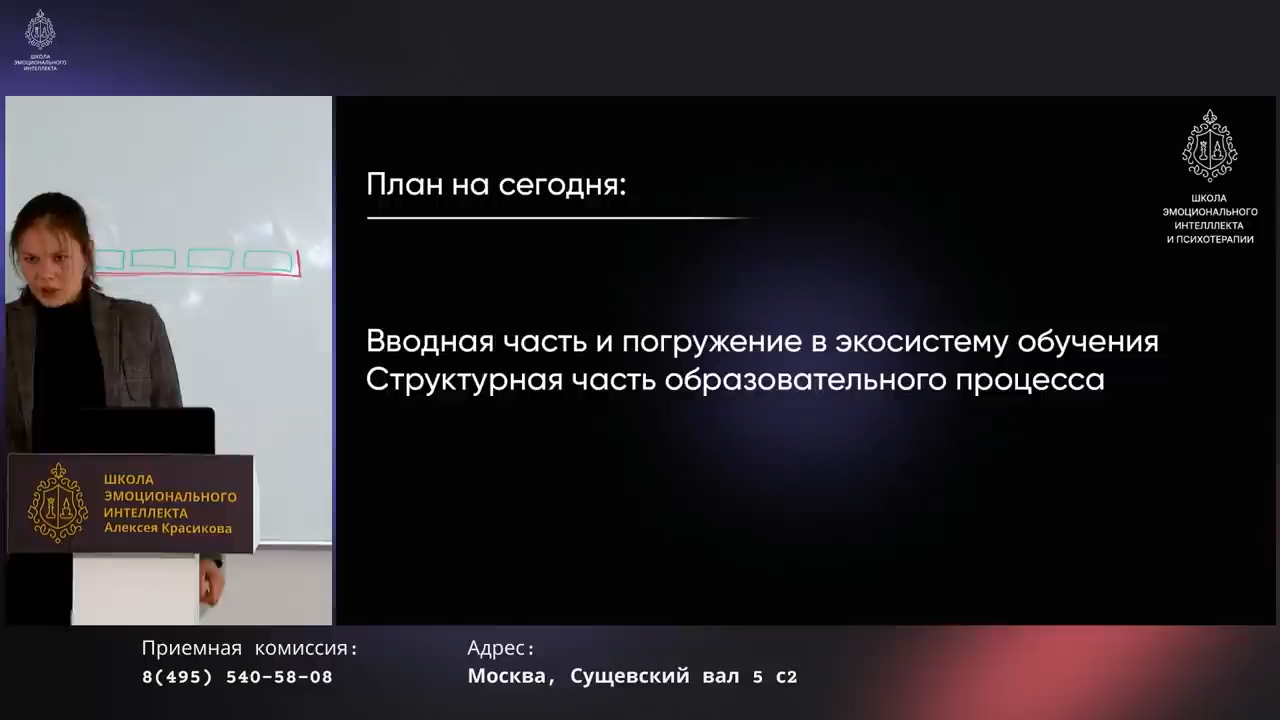 ШКОЛА
ЭМОЦИОНАЛЬНОГО
ИНТЕЛЛЕКТА
План на сегодня:
ШКОЛА
ЭМОЦИОНАЛЬНОГО
ИНТЕЛЛЛЕКТА
И ПСИХОТЕРАПИИ
Вводная часть и погружение в экосистему обучения
Структурная часть образовательного процесса
ШКОЛА
ЭМОЦИОНАЛЬНОГО
ИНТЕЛЛЕКТА
Алексея Красикова
Приемная комиссия:
8(495) 540-58-08
Адрес:
Москва, Сущевский вал 5 с2